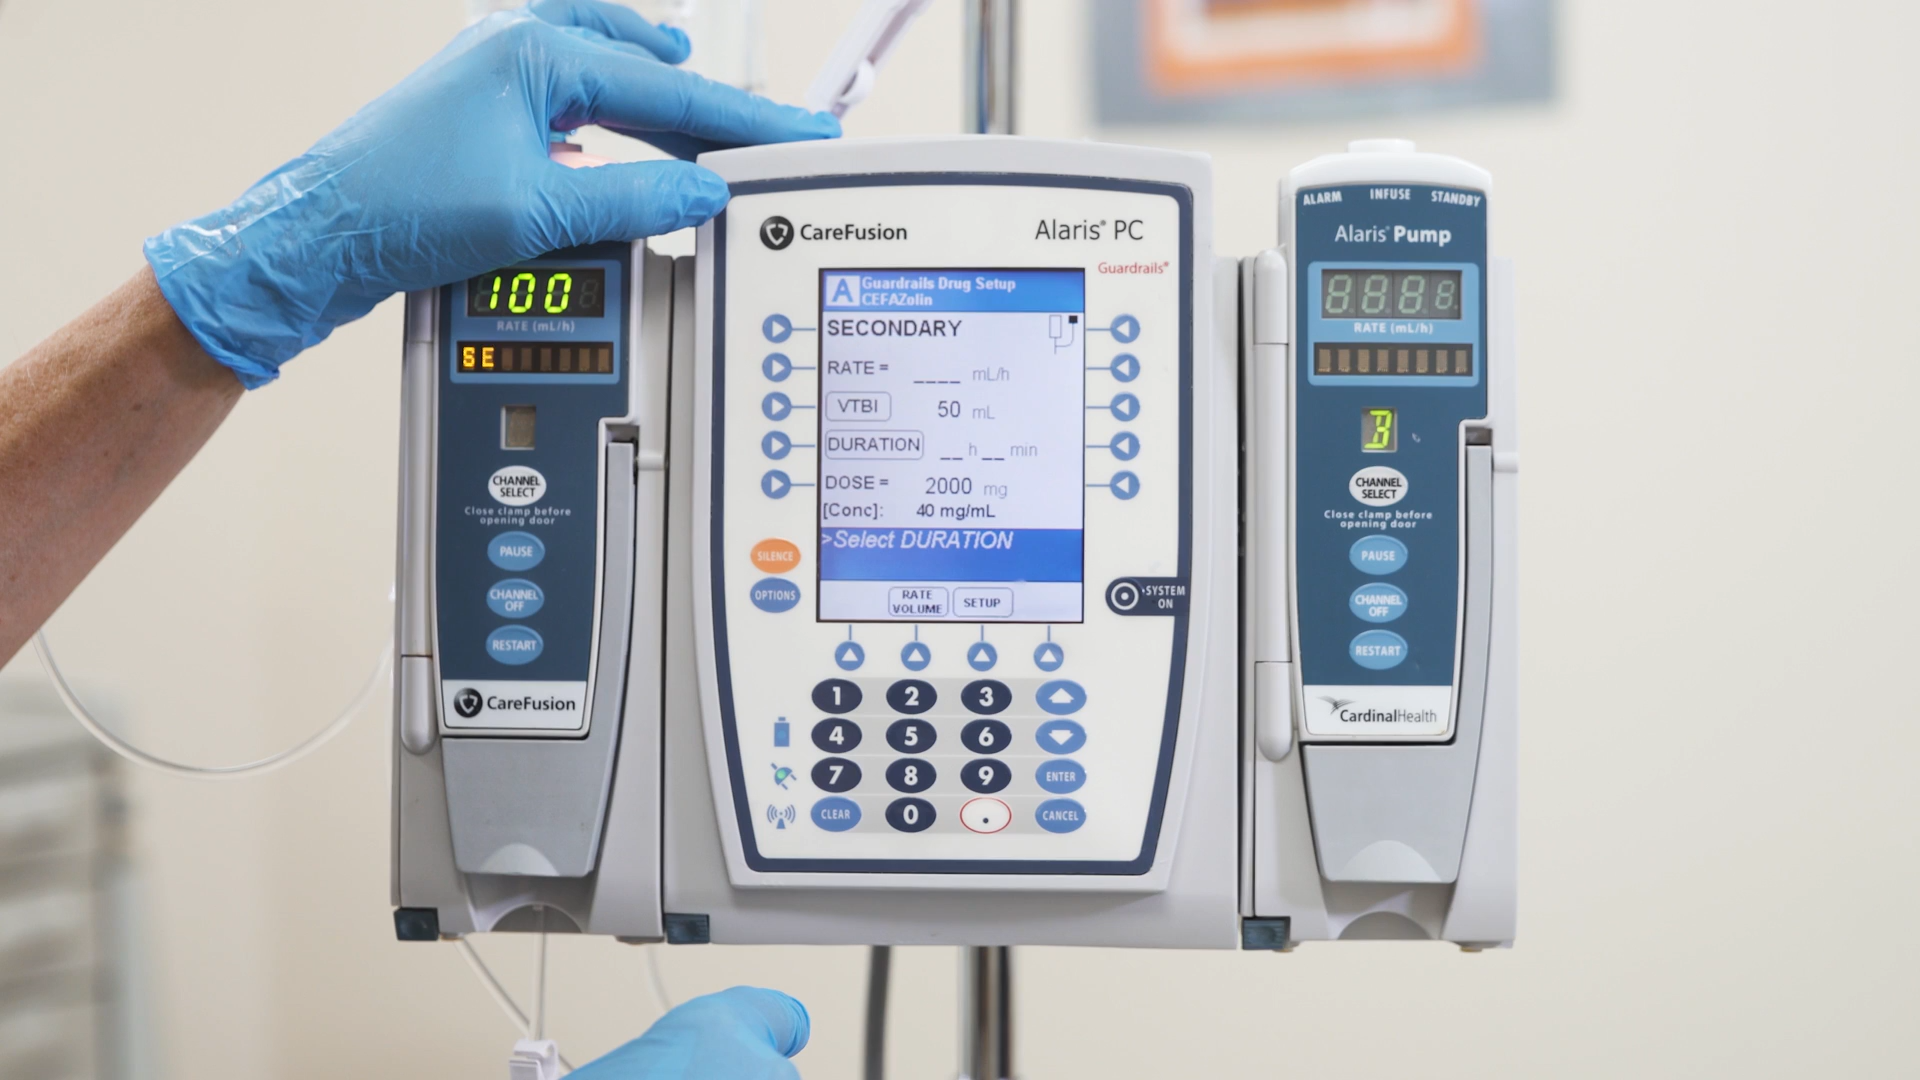 100
RATE (mL/h)
SE
CHANNEL
SELECT
Close clamp before
opening door
PAUSE
CHANNEL
OFF
RESTART
CareFusion
CareFusion
Alaris® PC
Guardrails®
A
Guardrails Drug Setup
CEFAZolin
SECONDARY
RATE = ____ mL/h
VTBI 50 mL
DURATION __ h __ min
DOSE = 2000 mg
[Conc]: 40 mg/mL
>Select DURATION
RATE
VOLUME
SETUP
SILENCE
OPTIONS
SYSTEM
ON
1 2 3
4 5 6
7 8 9 ENTER
CLEAR 0 . CANCEL
ALARM INFUSE STANDBY
Alaris® Pump
RATE (mL/h)
B
CHANNEL
SELECT
Close clamp before
opening door
PAUSE
CHANNEL
OFF
RESTART
CardinalHealth